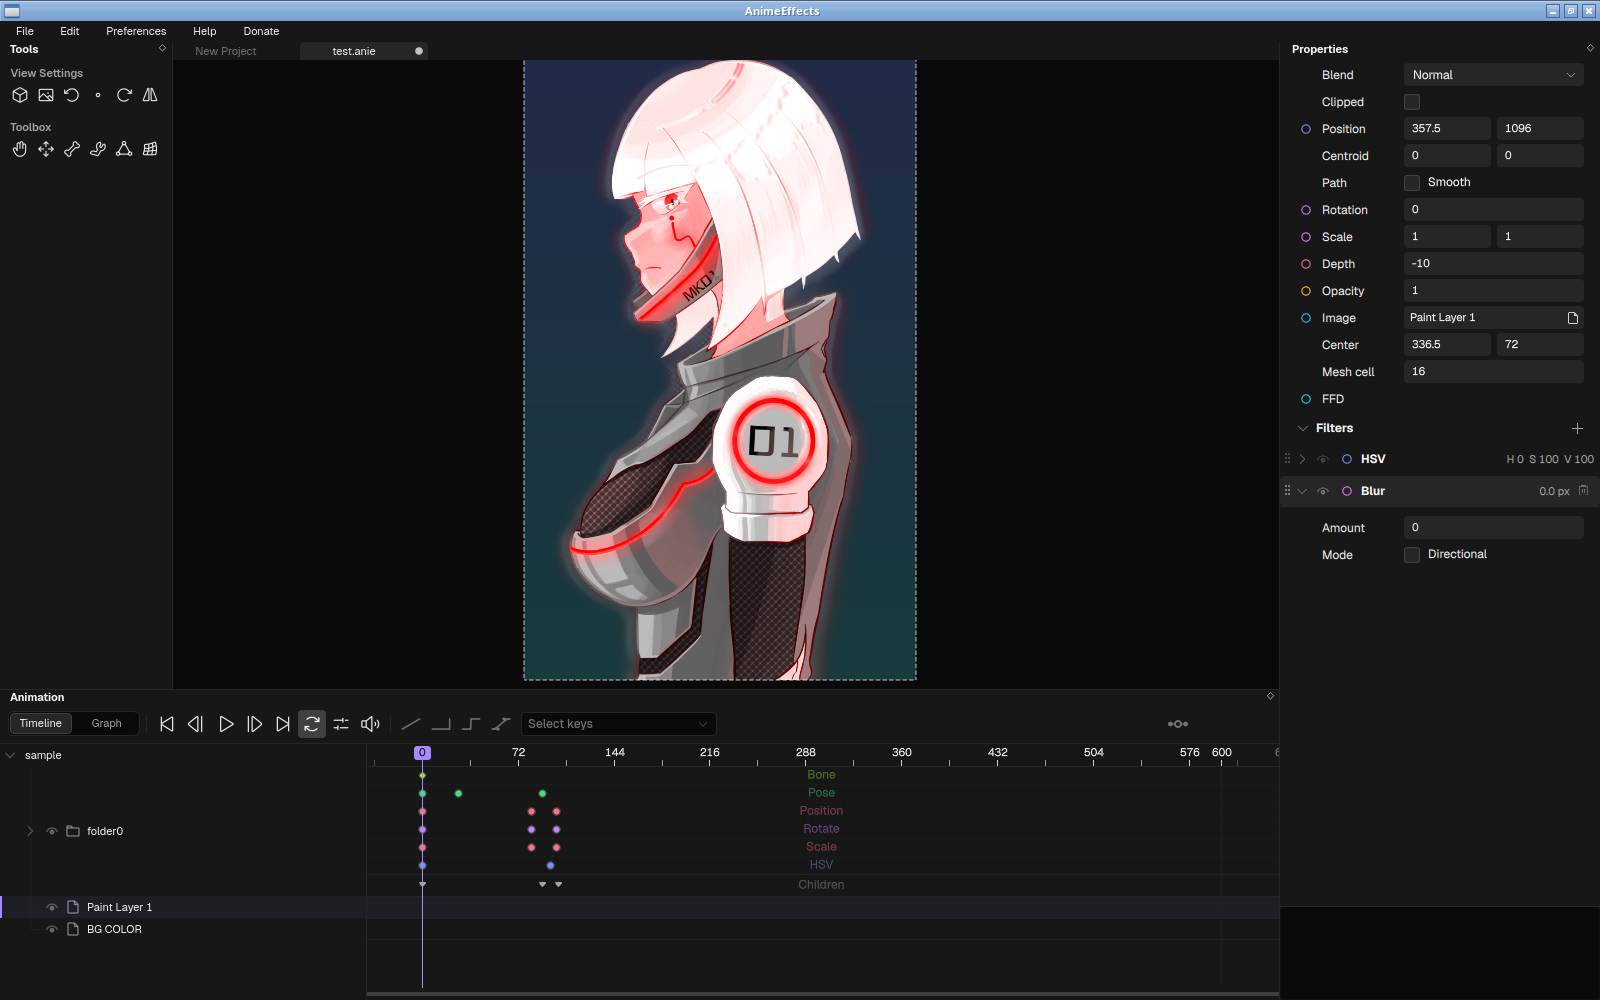 AnimeEffects
File Edit Preferences Help Donate
Tools
New Project
test.anie
Properties
View Settings
Toolbox
Blend Normal
Clipped
Position 357.5 1096
Centroid 0 0
Path Smooth
Rotation 0
Scale 1 1
Depth -10
Opacity 1
Image Paint Layer 1
Center 336.5 72
Mesh cell 16
FFD
Filters
HSV H 0 S 100 V 100
Blur 0.0 px
Amount 0
Mode Directional
MK01
01
Animation
Timeline Graph Select keys
sample
0 72 144 216 288 360 432 504 576 600
Bone
Pose
Position
folder0 Rotate
Scale
HSV
Children
Paint Layer 1
BG COLOR